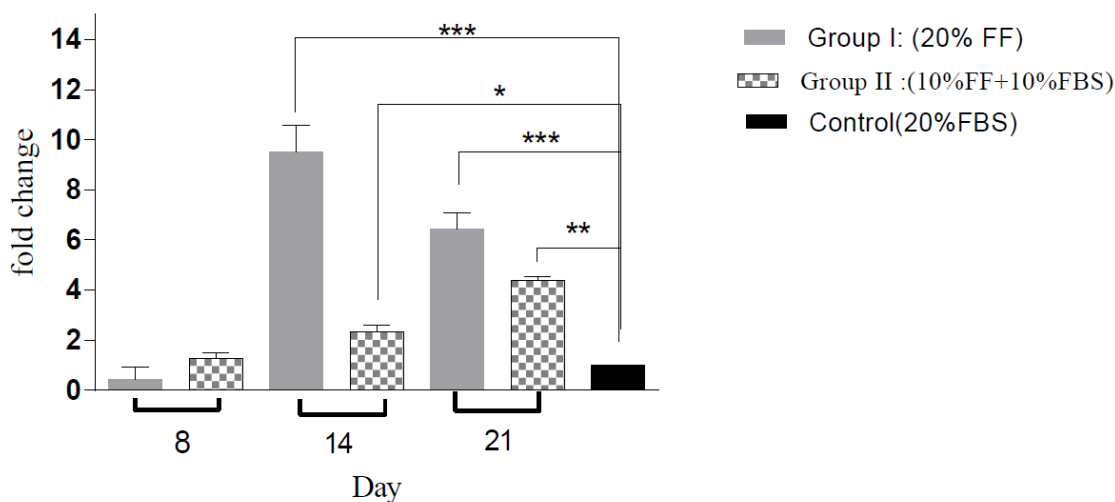 fold change
14
12
10
8
6
4
2
0
***
*
***
**
8 14 21
Day
Group I: (20% FF)
Group II :(10%FF+10%FBS)
Control(20%FBS)